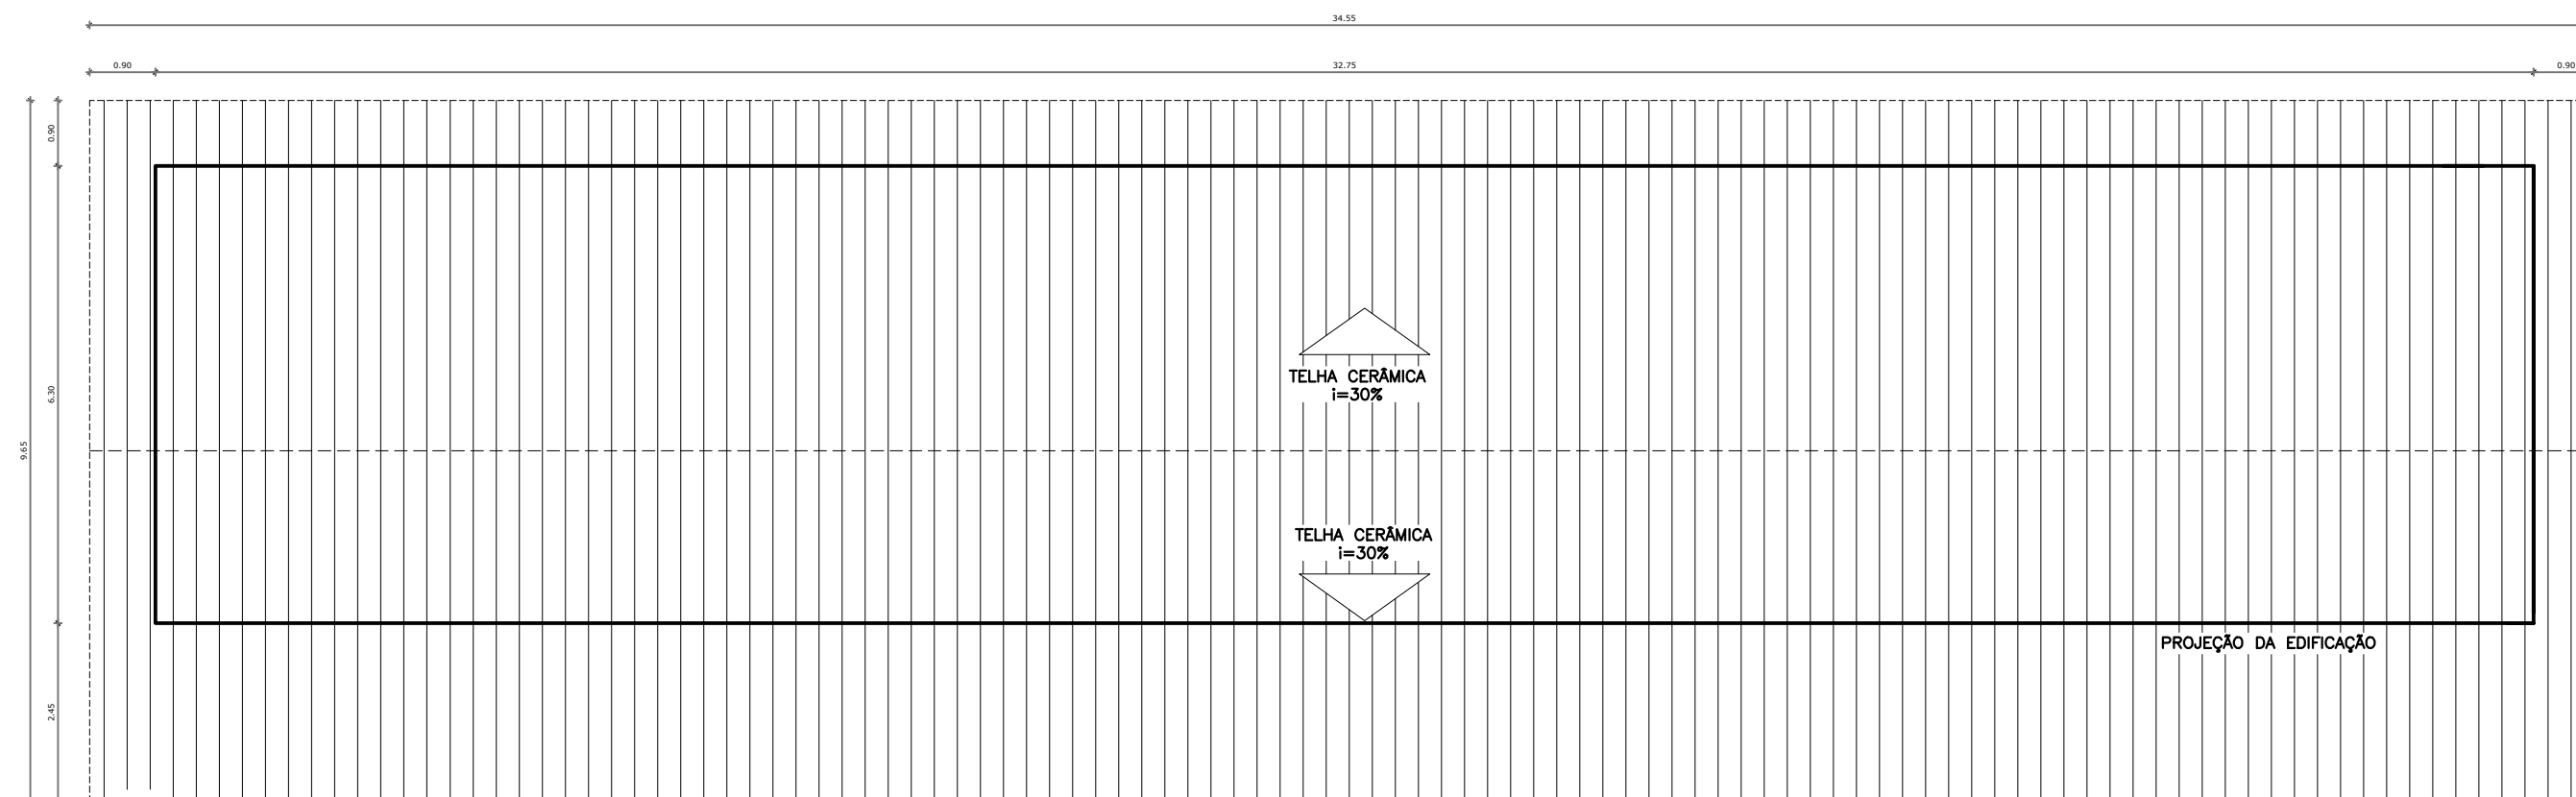 34.55
0.90
32.75
0.90
0.90
6.30
9.65
2.45
TELHA CERÂMICA
i=30%
TELHA CERÂMICA
i=30%
PROJEÇÃO DA EDIFICAÇÃO